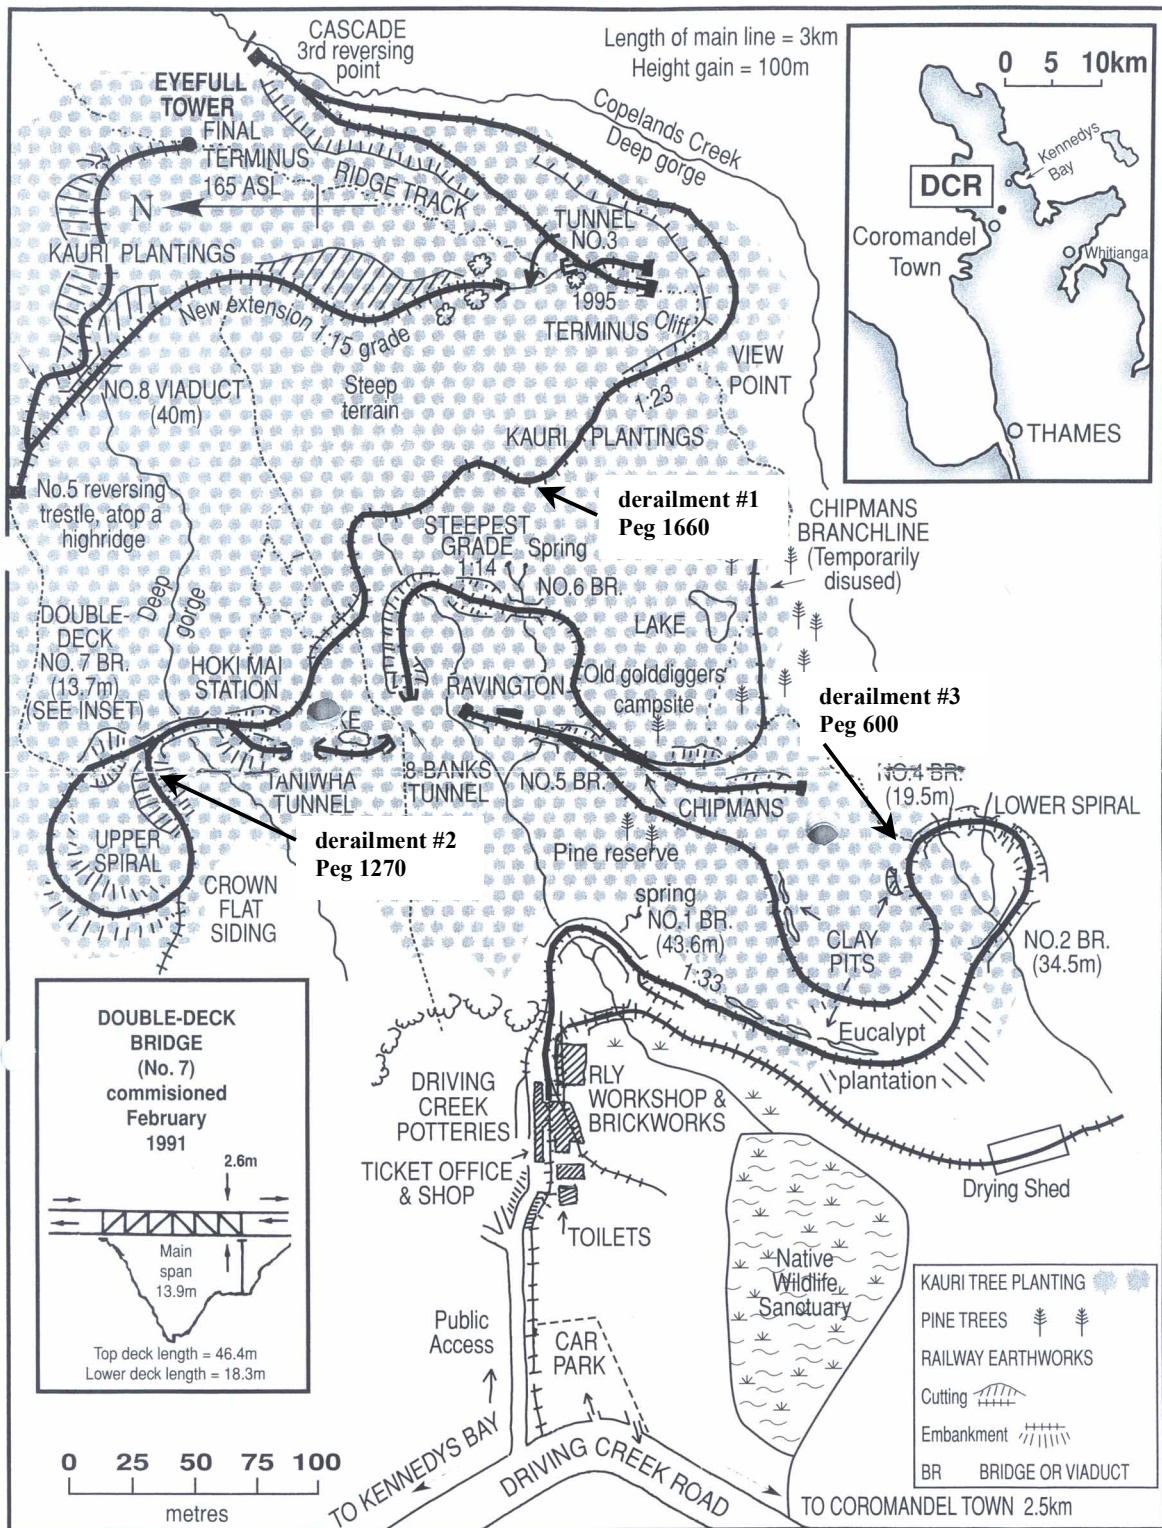 CASCADE
3rd reversing
point
Length of main line = 3km
Height gain = 100m
0 5 10km
EYEFULL
TOWER
FINAL
TERMINUS
165 ASL
N
RIDGE TRACK
Copelands Creek
Deep gorge
Kennedys
Bay
DCR
Coromandel
Town
Whitianga
THAMES
KAURI PLANTINGS
TUNNEL
NO.3
1995
TERMINUS
Cliff
New extension 1:15 grade
VIEW
POINT
NO.8 VIADUCT
(40m)
Steep
terrain
1:23
KAURI PLANTINGS
No.5 reversing
trestle, atop a
highridge
derailment #1
Peg 1660
CHIPMANS
BRANCHLINE
(Temporarily
disused)
STEEPEST
GRADE
1:14
Spring
NO.6 BR.
Deep
gorge
DOUBLE-
DECK
NO. 7 BR.
(13.7m)
(SEE INSET)
LAKE
HOKI MAI
STATION
RAVINGTON
Old golddiggers
campsite
derailment #3
Peg 600
KE
TANIWHA
TUNNEL
8 BANKS
TUNNEL
NO.5 BR.
CHIPMANS
NO.4 BR.
(19.5m)
LOWER SPIRAL
derailment #2
Peg 1270
UPPER
SPIRAL
Pine reserve
CROWN
FLAT
SIDING
spring
NO.1 BR.
(43.6m)
1:33
CLAY
PITS
NO.2 BR.
(34.5m)
Eucalypt
plantation
DOUBLE-DECK
BRIDGE
(No. 7)
commisioned
February
1991
2.6m
Main
span
13.9m
Top deck length = 46.4m
Lower deck length = 18.3m
DRIVING
CREEK
POTTERIES
RLY
WORKSHOP &
BRICKWORKS
TICKET OFFICE
& SHOP
TOILETS
Drying Shed
Native
Wildlife
Sanctuary
Public
Access
CAR
PARK
KAURI TREE PLANTING
PINE TREES
RAILWAY EARTHWORKS
Cutting
Embankment
BR BRIDGE OR VIADUCT
0 25 50 75 100
metres
TO KENNEDYS BAY
DRIVING CREEK ROAD
TO COROMANDEL TOWN 2.5km